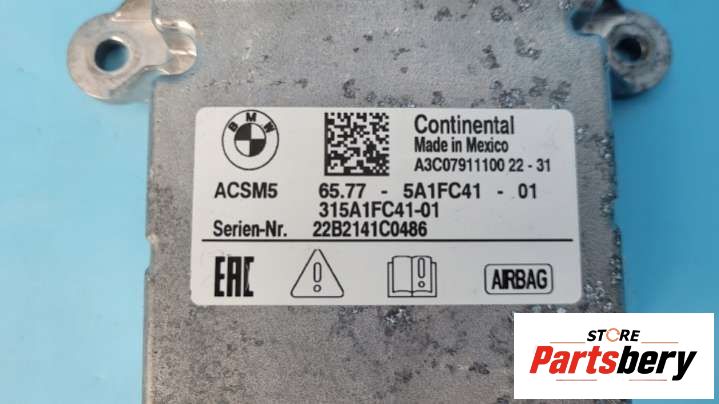 BMW
Continental
Made in Mexico
A3C07911100 22 - 31
ACSM5 65.77 - 5A1FC41 - 01
315A1FC41-01
Serien-Nr. 22B2141C0486
EAC
AIRBAG
STORE
Partsbery